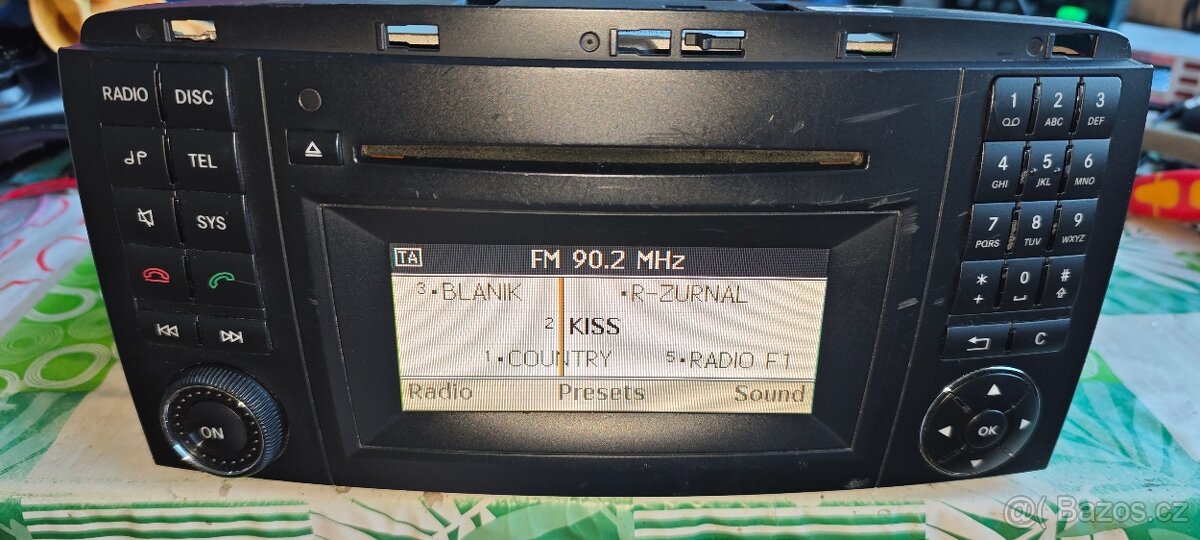 RADIO DISC
TEL
SYS
ON
TA FM 90.2 MHz
3·BLANIK ·R-ZURNAL
2 KISS
1·COUNTRY 5·RADIO F1
Radio Presets Sound
1 2 ABC 3 DEF
4 GHI 5 JKL 6 MNO
7 PQRS 8 TUV 9 WXYZ
* + 0 #
C
OK
@ Bazos.cz